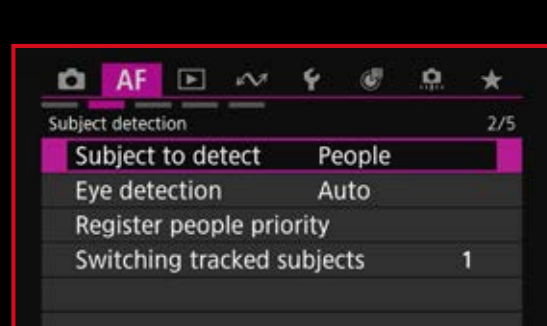 AF
Subject detection 2/5
Subject to detect People
Eye detection Auto
Register people priority
Switching tracked subjects 1